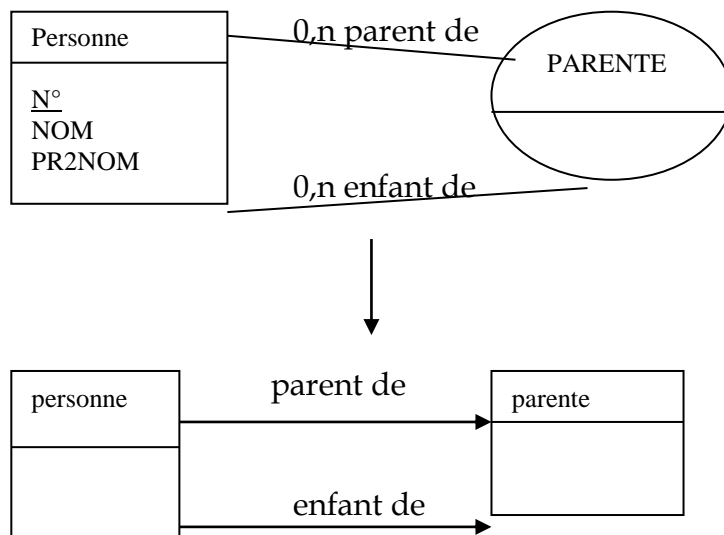 Personne
0,n parent de
PARENTE
N°
NOM
PR2NOM
0,n enfant de
parent de
personne
parente
enfant de